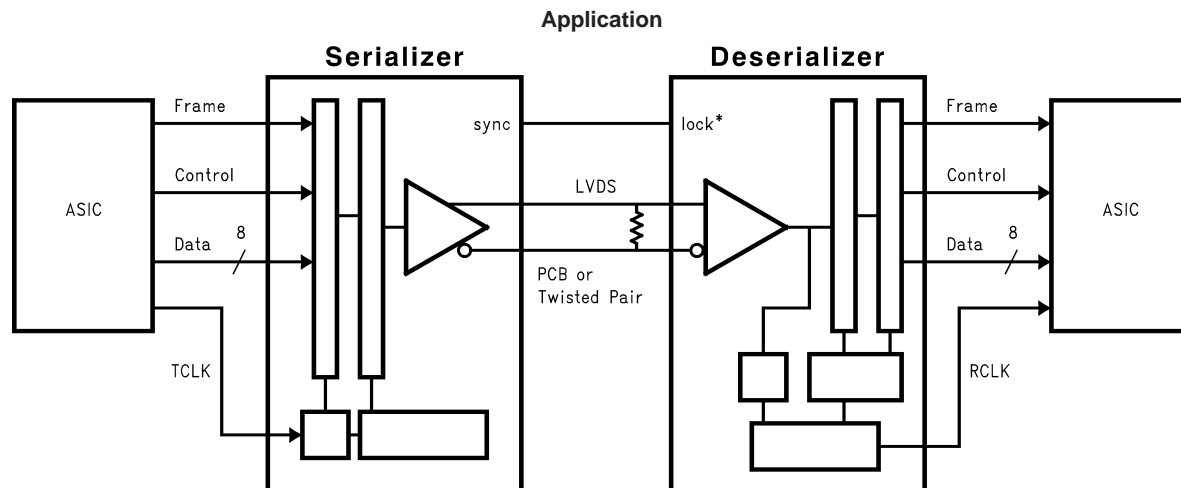 Application
Serializer
Deserializer
Frame
sync
lock*
Frame
Control
LVDS
Control
ASIC
ASIC
Data
8
Data
8
PCB or
Twisted Pair
TCLK
RCLK